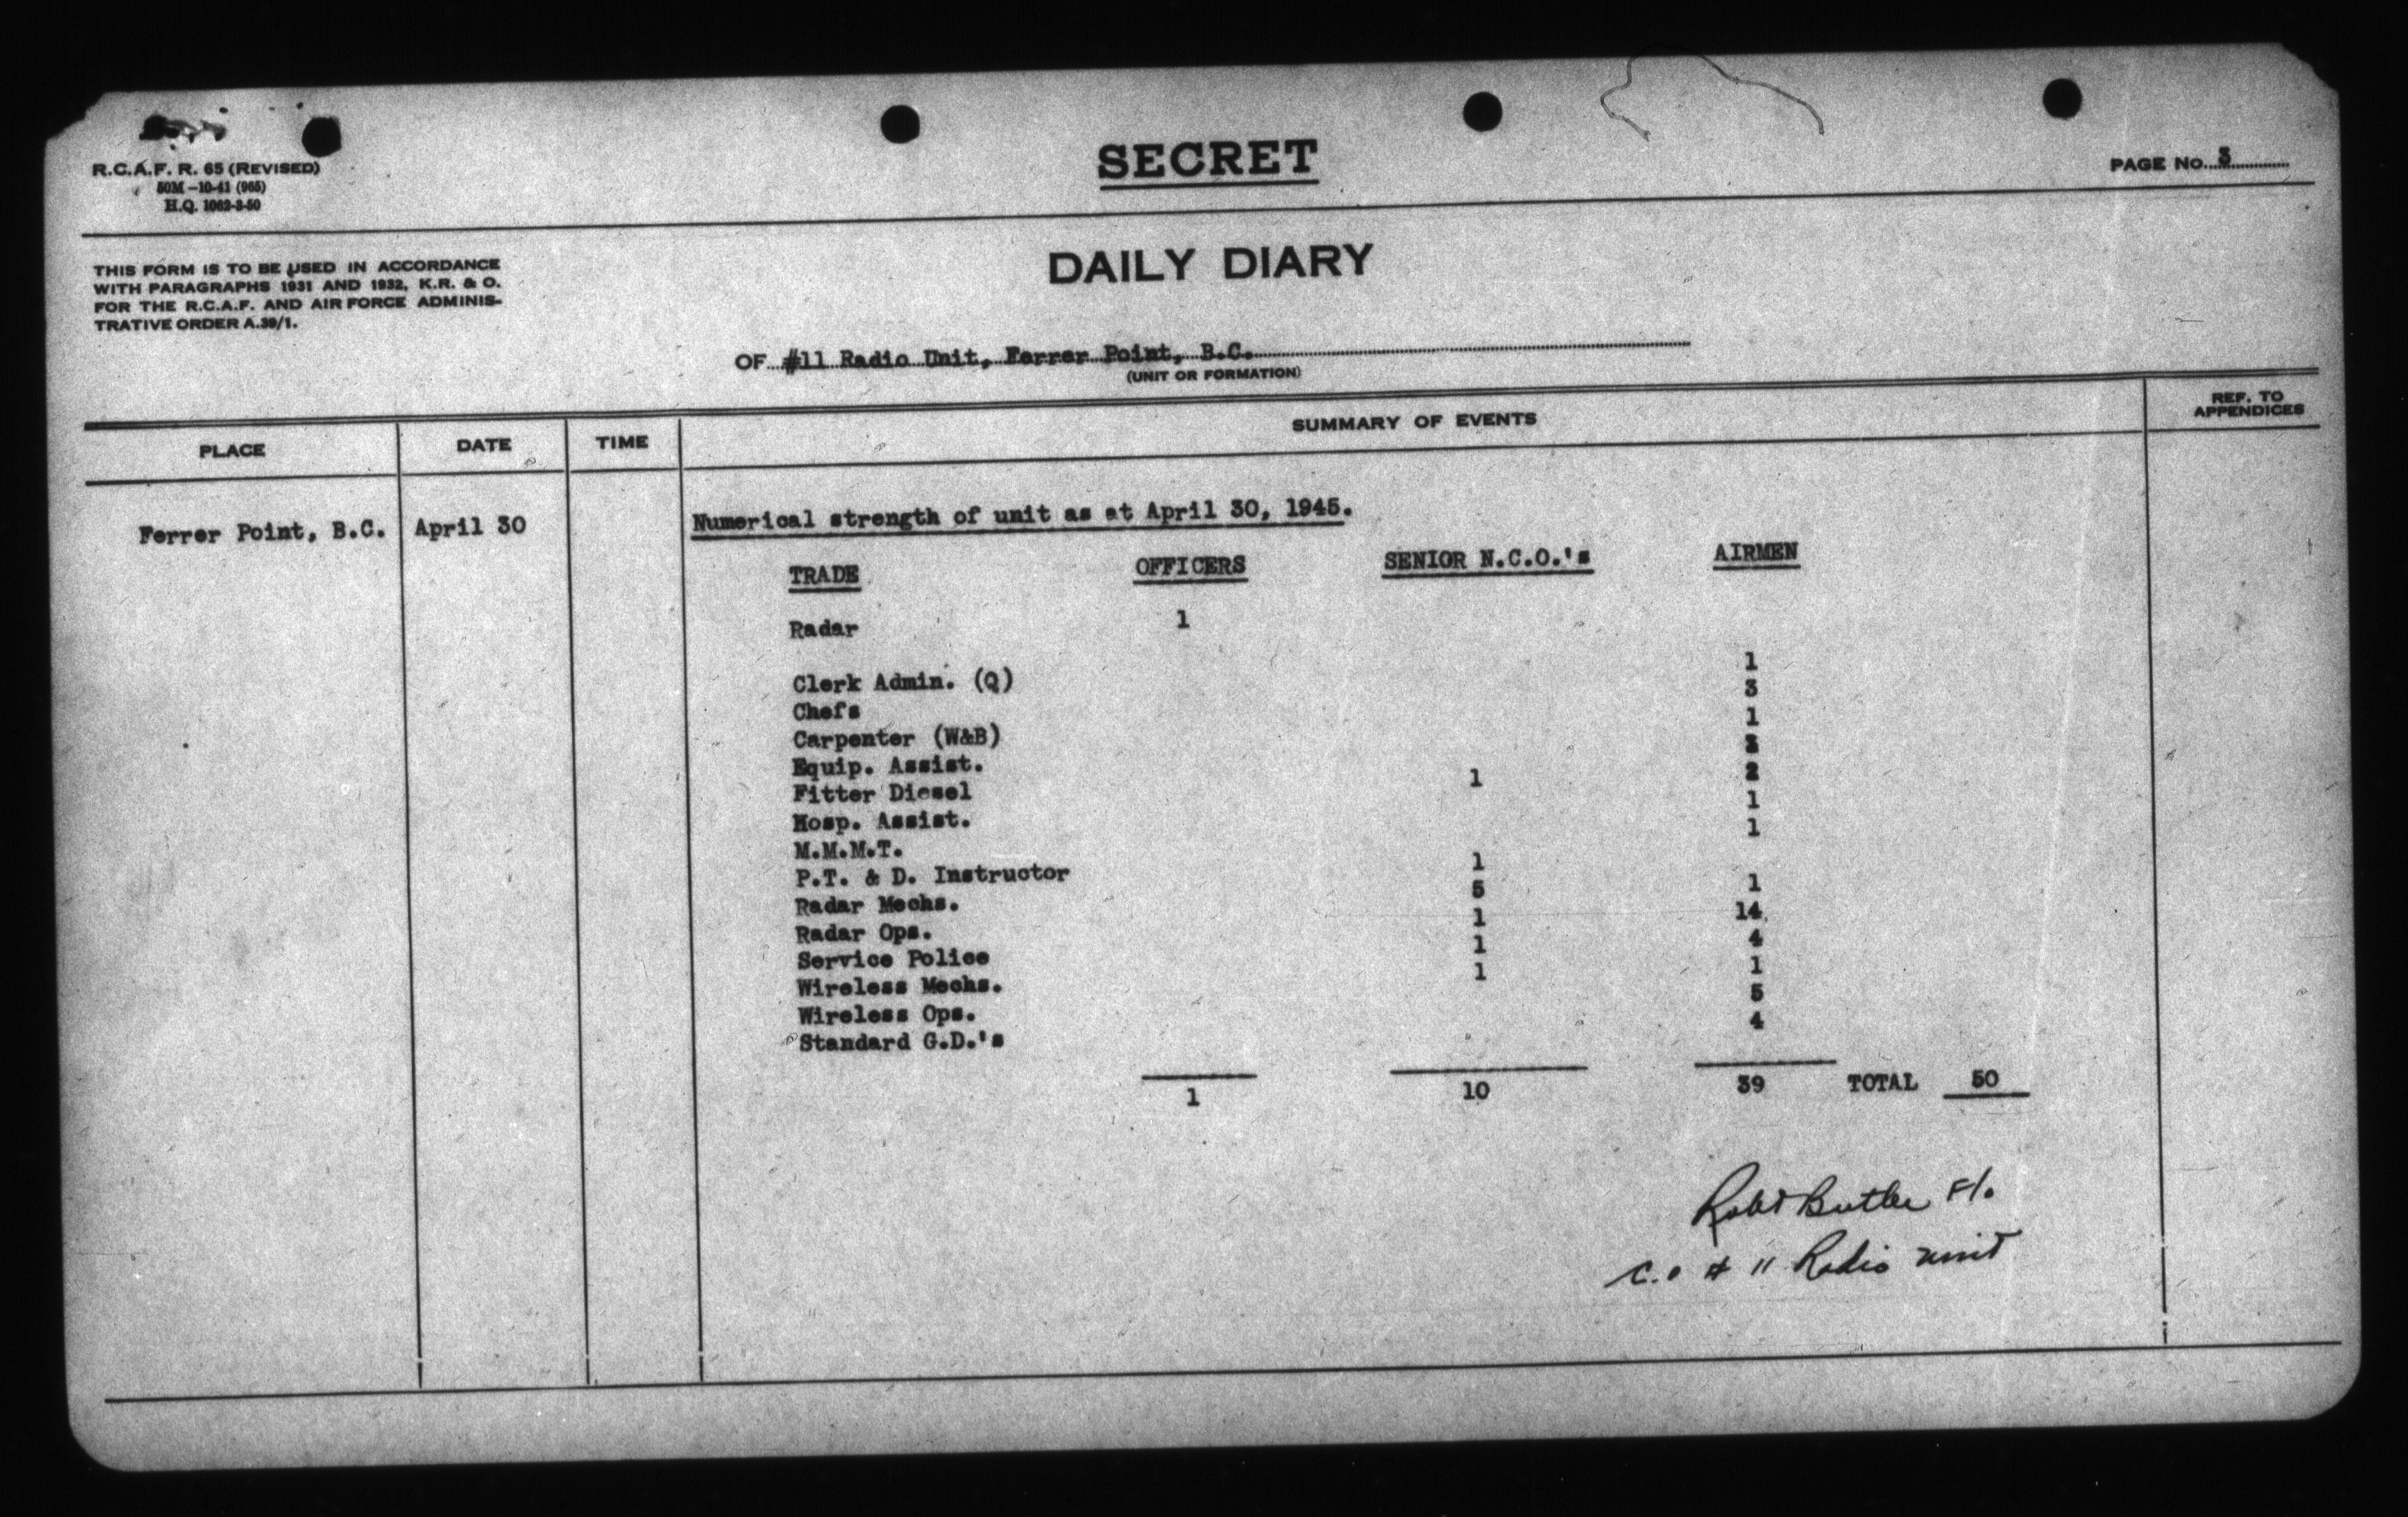 R.C.A.F. R. 65 (REVISED)
50M-10-41 (965)
H.Q. 1062-3-50
SECRET
PAGE NO. 3
THIS FORM IS TO BE USED IN ACCORDANCE
WITH PARAGRAPHS 1931 AND 1932, K.R. & O.
FOR THE R.C.A.F. AND AIR FORCE ADMINIS-
TRATIVE ORDER A.39/1.
DAILY DIARY
OF #11 Radio Unit, Ferrer Point, B.C.
(UNIT OR FORMATION)
PLACE DATE TIME SUMMARY OF EVENTS REF. TO
APPENDICES
Ferrer Point, B.C. April 30 Numerical strength of unit as at April 30, 1945.
TRADE OFFICERS SENIOR N.C.O.'s AIRMEN
Radar 1
Clerk Admin. (Q) 1
Chefs 3
Carpenter (W&B) 1
Equip. Assist.
Fitter Diesel 1 2
Hosp. Assist. 1
M.M.M.T. 1
P.T. & D. Instructor 1
Radar Mechs. 5 1
Radar Ops. 1 14
Service Police 1 4
Wireless Mechs. 1 1
Wireless Ops. 5
Standard G.D.'s 4
1 10 39 TOTAL 50
Robt Butler F/.
C.O # 11 Radio unit